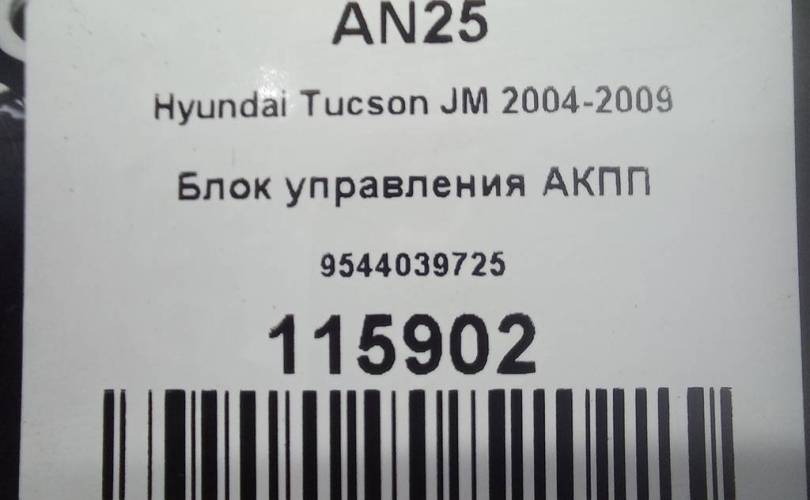 AN25
Hyundai Tucson JM 2004-2009
Блок управления АКПП
9544039725
115902